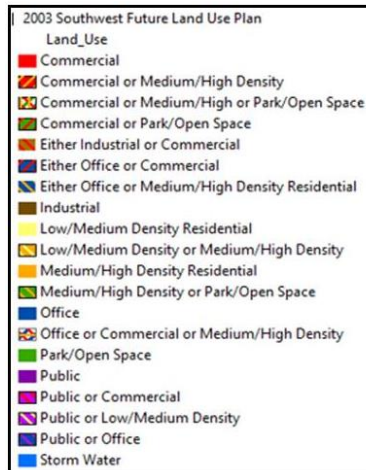 2003 Southwest Future Land Use Plan
Land_Use
Commercial
Commercial or Medium/High Density
Commercial or Medium/High or Park/Open Space
Commercial or Park/Open Space
Either Industrial or Commercial
Either Office or Commercial
Either Office or Medium/High Density Residential
Industrial
Low/Medium Density Residential
Low/Medium Density or Medium/High Density
Medium/High Density Residential
Medium/High Density or Park/Open Space
Office
Office or Commercial or Medium/High Density
Park/Open Space
Public
Public or Commercial
Public or Low/Medium Density
Public or Office
Storm Water